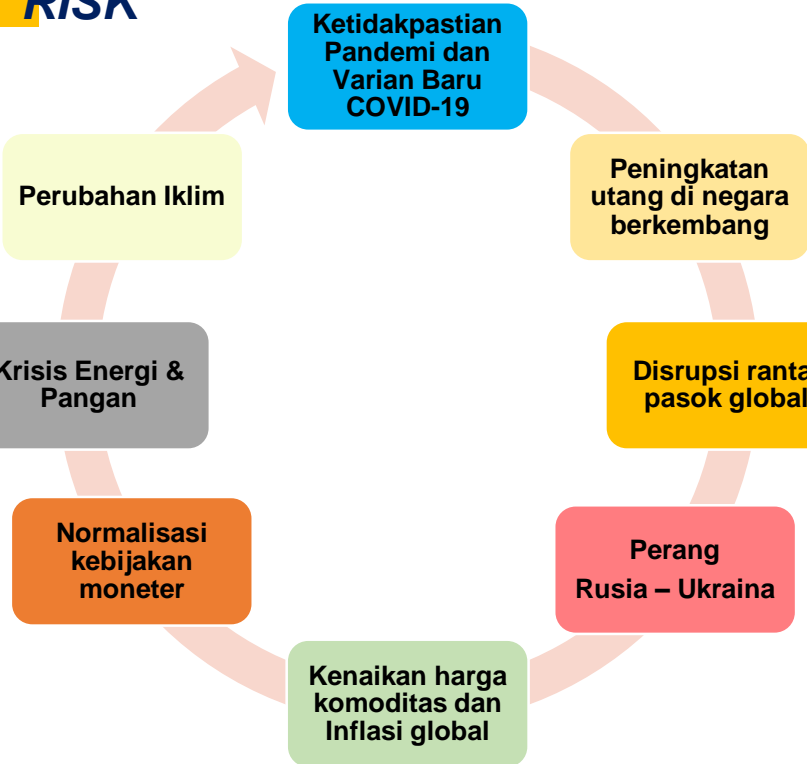 RISK
Ketidakpastian
Pandemi dan
Varian Baru
COVID-19
Peningkatan
utang di negara
berkembang
Disrupsi ranta
pasok global
Perang
Rusia – Ukraina
Kenaikan harga
komoditas dan
Inflasi global
Normalisasi
kebijakan
moneter
Krisis Energi &
Pangan
Perubahan Iklim